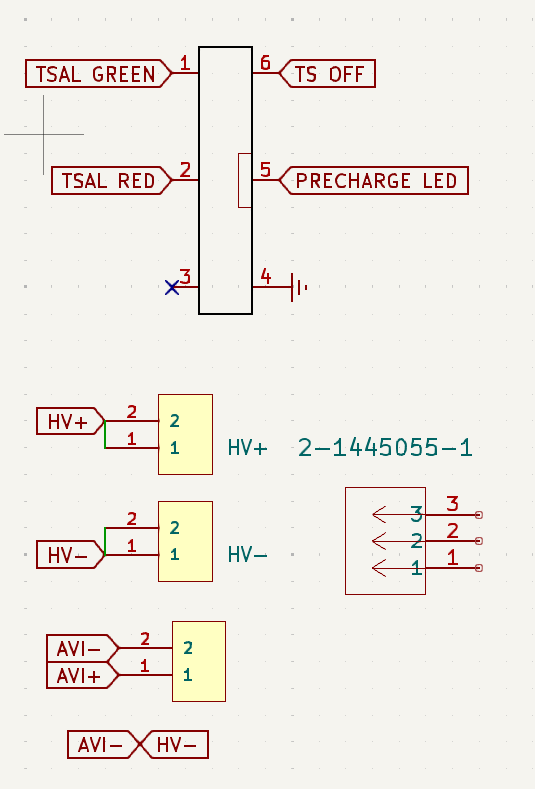 TSAL GREEN 1 6 TS OFF
TSAL RED 2 5 PRECHARGE LED
3 4
HV+ 2 2
1 1 HV+ 2-1445055-1
2 2
HV- 1 1 HV-
3 3
2 2
1 1
AVI- 2 2
AVI+ 1 1
AVI- HV-